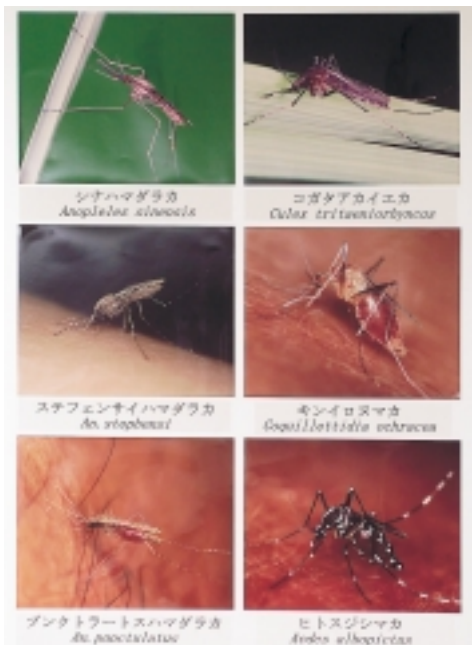 シナハマダラカ
Anopleles sinensis
コガタアカイエカ
Culex tritaeniorhyncus
ステフェンサイハマダラカ
An. stephensi
キンイロヌマカ
Coquillettidia ochracea
プンクトラートスハマダラカ
An. punctulatus
ヒトスジシマカ
Aedes albopictus